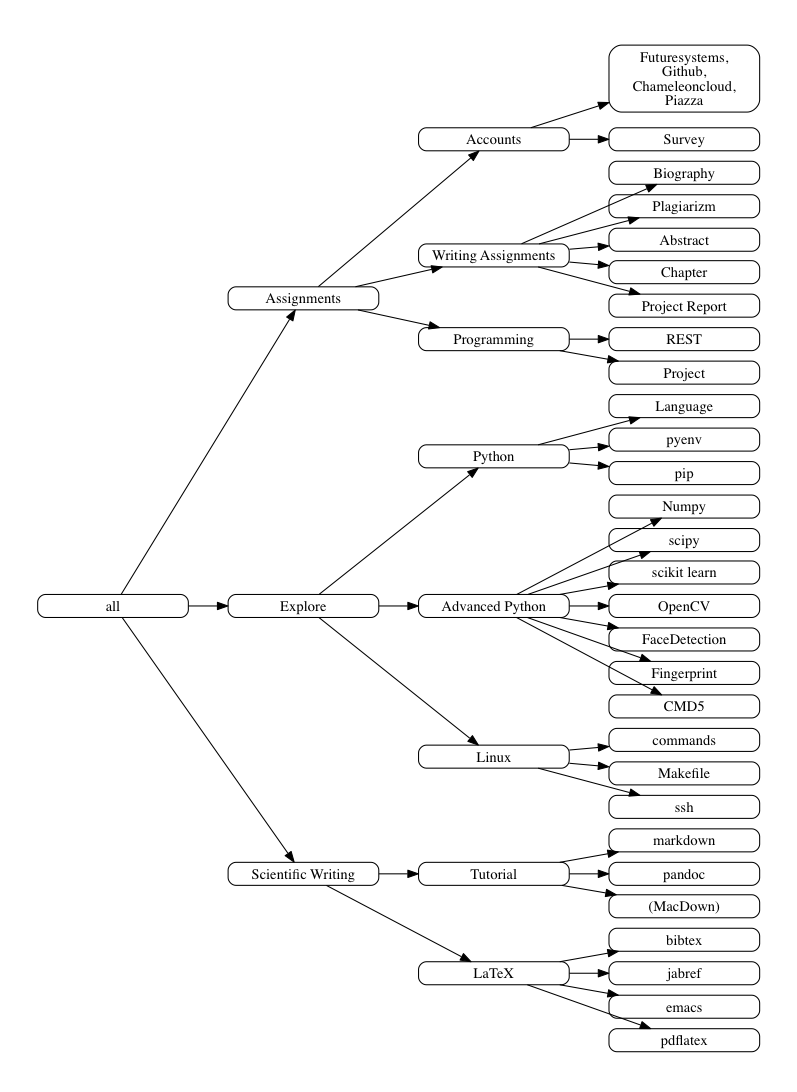 Futuresystems,
Github,
Chameleoncloud,
Piazza
Accounts
Survey
Biography
Plagiarizm
Abstract
Writing Assignments
Chapter
Assignments
Project Report
Programming
REST
Project
Language
pyenv
Python
pip
Numpy
scipy
scikit learn
all
Explore
Advanced Python
OpenCV
FaceDetection
Fingerprint
CMD5
commands
Linux
Makefile
ssh
markdown
Scientific Writing
Tutorial
pandoc
(MacDown)
bibtex
LaTeX
jabref
emacs
pdflatex